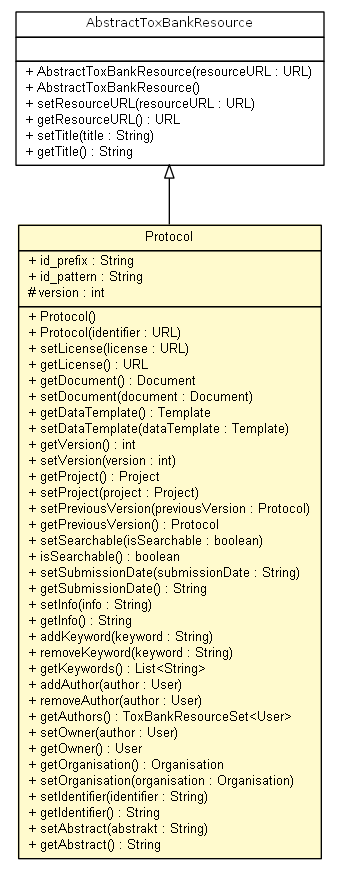 AbstractToxBankResource
+ AbstractToxBankResource(resourceURL : URL)
+ AbstractToxBankResource()
+ setResourceURL(resourceURL : URL)
+ getResourceURL() : URL
+ setTitle(title : String)
+ getTitle() : String
Protocol
+ id_prefix : String
+ id_pattern : String
# version : int
+ Protocol()
+ Protocol(identifier : URL)
+ setLicense(license : URL)
+ getLicense() : URL
+ getDocument() : Document
+ setDocument(document : Document)
+ getDataTemplate() : Template
+ setDataTemplate(dataTemplate : Template)
+ getVersion() : int
+ setVersion(version : int)
+ getProject() : Project
+ setProject(project : Project)
+ setPreviousVersion(previousVersion : Protocol)
+ getPreviousVersion() : Protocol
+ setSearchable(isSearchable : boolean)
+ isSearchable() : boolean
+ setSubmissionDate(submissionDate : String)
+ getSubmissionDate() : String
+ setInfo(info : String)
+ getInfo() : String
+ addKeyword(keyword : String)
+ removeKeyword(keyword : String)
+ getKeywords() : List<String>
+ addAuthor(author : User)
+ removeAuthor(author : User)
+ getAuthors() : ToxBankResourceSet<User>
+ setOwner(author : User)
+ getOwner() : User
+ getOrganisation() : Organisation
+ setOrganisation(organisation : Organisation)
+ setIdentifier(identifier : String)
+ getIdentifier() : String
+ setAbstract(abstrakt : String)
+ getAbstract() : String